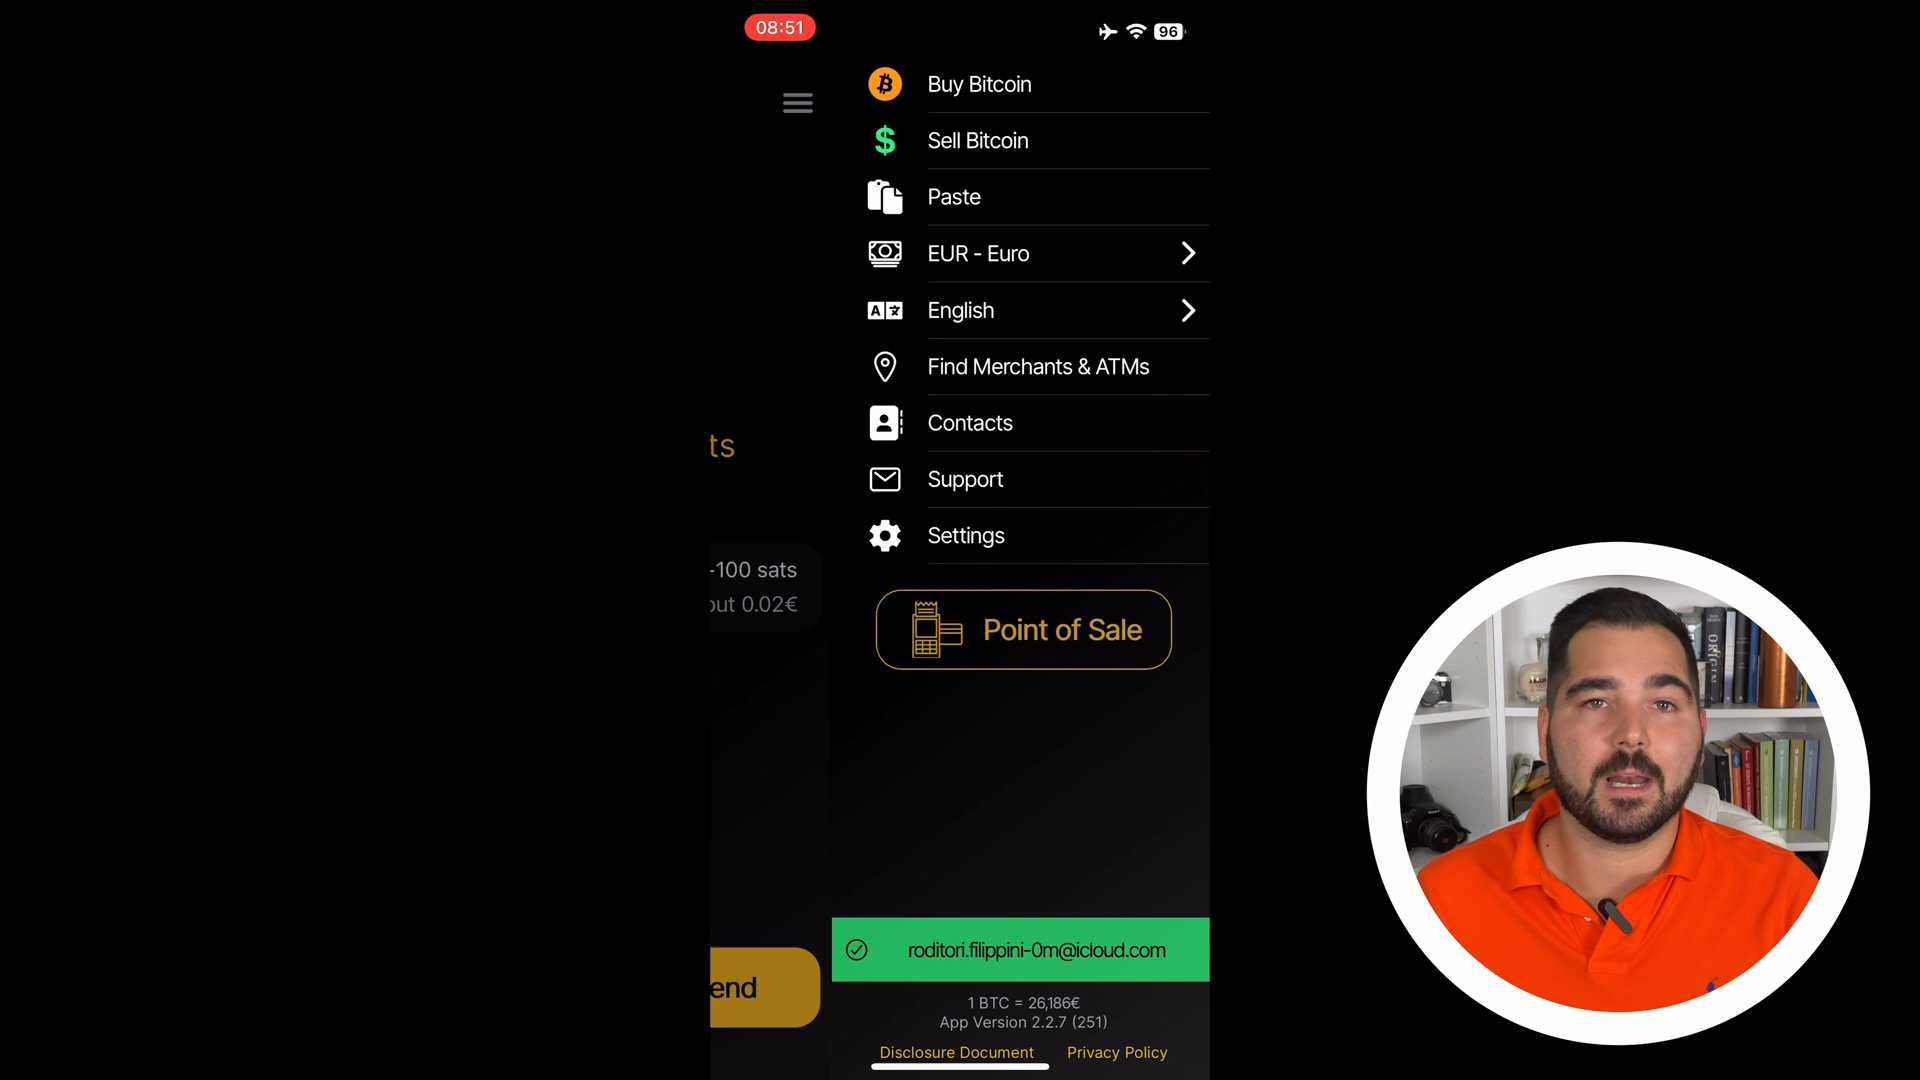 08:51
96
Buy Bitcoin
Sell Bitcoin
Paste
EUR - Euro
English
Find Merchants & ATMs
Contacts
Support
Settings
ts
-100 sats
out 0.02€
Point of Sale
ORIGIN
end
roditori.filippini-0m@icloud.com
1 BTC = 26,186€
App Version 2.2.7 (251)
Disclosure Document
Privacy Policy